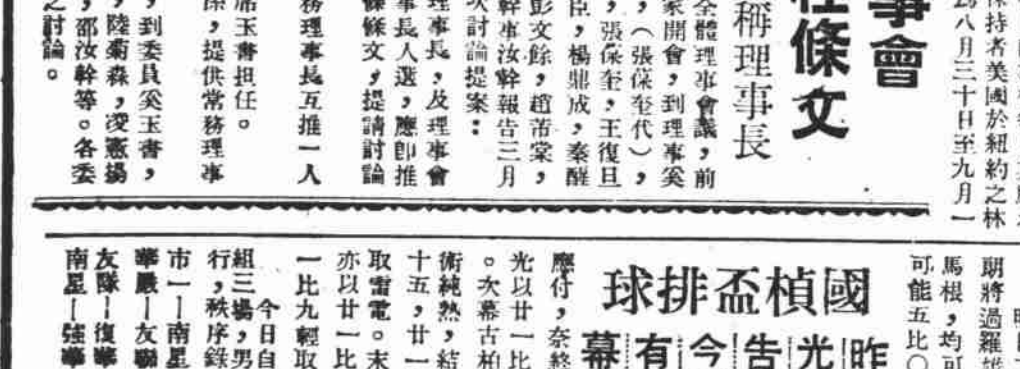 保持者美國於紐約之林
為八月三十日至九月一
事會
條文
稱理事長
全體理事會議,前
家開會,到理事奚
,(張葆奎代),
,張葆奎,王復旦
臣,楊鼎成,秦醒
彭文餘,趙芾棠,
幹事汝幹報告三月
次討論提案:
理事長,及理事會
事長人選,應即推
條條文,提請討論
務理事長互推一人
席玉書担任。
,提供常務理事
,到委員奚玉書,
,陸菊森,凌憲揚
,邵汝幹等。各委
之討論。
期將過羅
馬根,均可
可能五比〇
國楨盃排球
昨光告今有幕
應付,奈終
光以廿一比
。次幕古柏
術純熟,結
十五,廿一
取雷電。末
亦以廿一比
一比九輕取
今日自
組三場,男
行,秩序錄
市一—南星
華嚴—友聯
友隊—復華
南星—強華